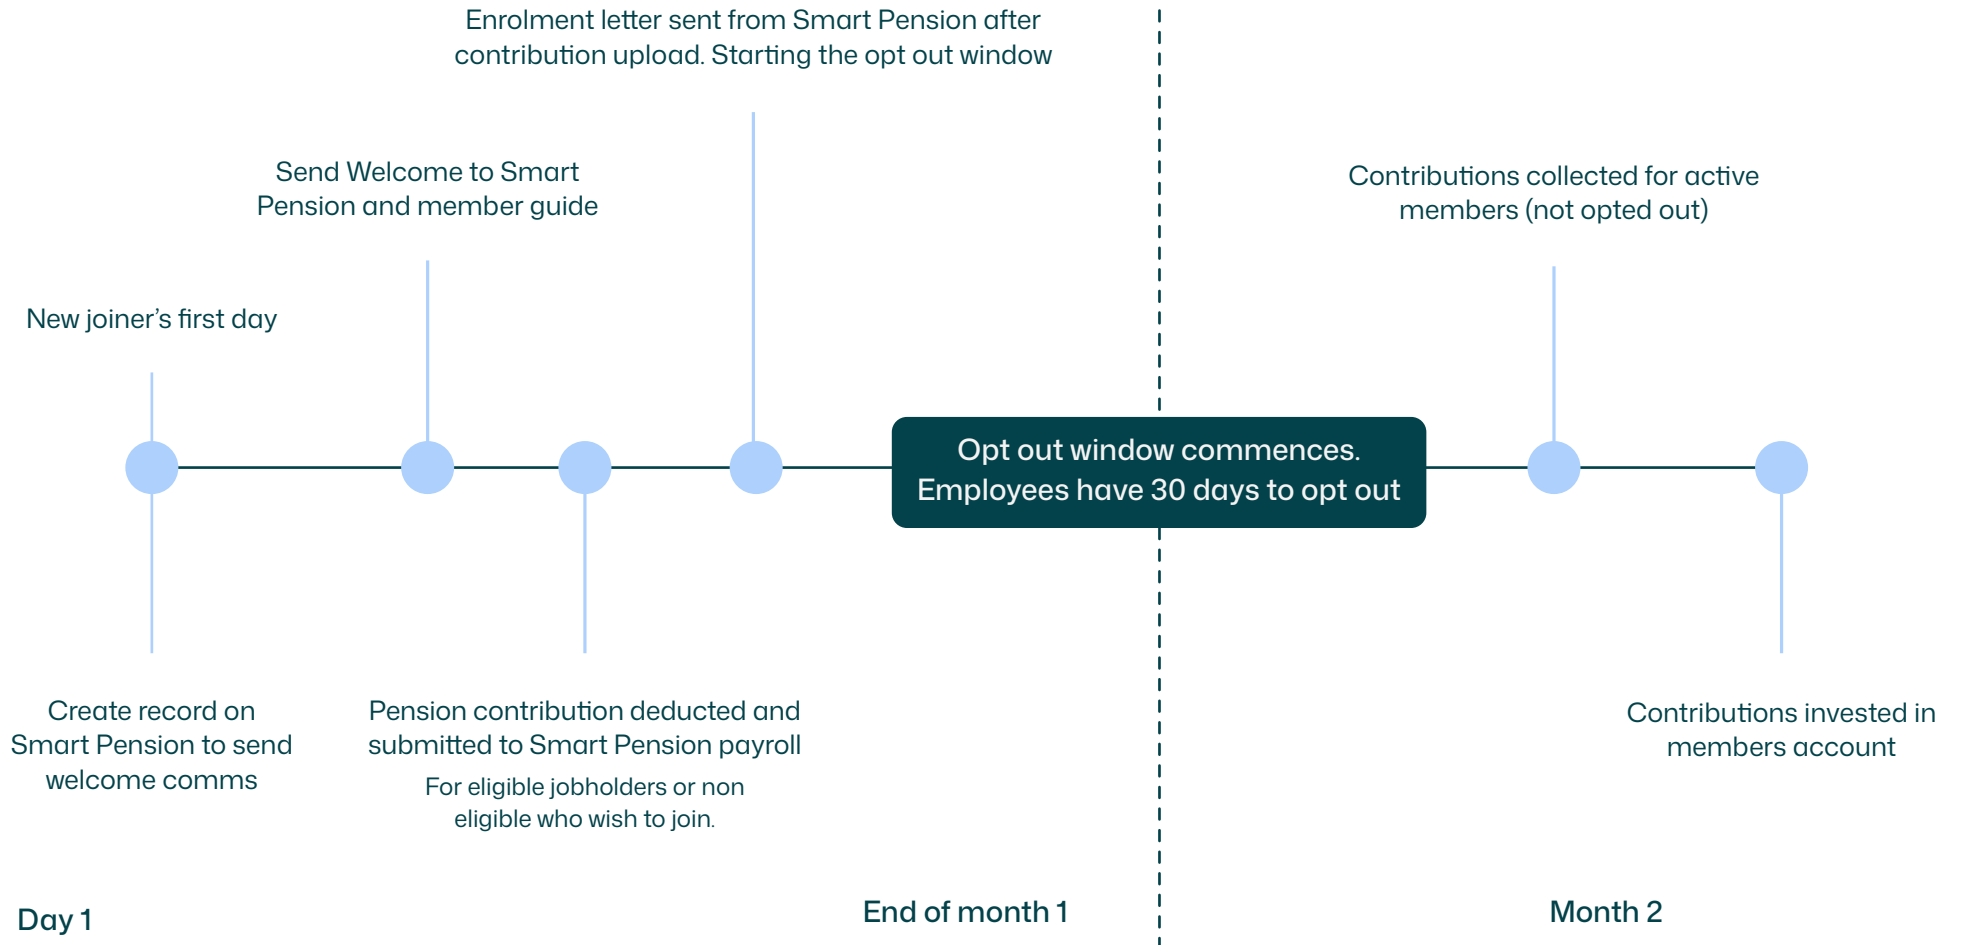 Enrolment letter sent from Smart Pension after
contribution upload. Starting the opt out window
Send Welcome to Smart
Pension and member guide
Contributions collected for active
members (not opted out)
New joiner’s first day
Opt out window commences.
Employees have 30 days to opt out
Create record on
Smart Pension to send
welcome comms
Pension contribution deducted and
submitted to Smart Pension payroll
For eligible jobholders or non
eligible who wish to join.
Contributions invested in
members account
Day 1
End of month 1
Month 2